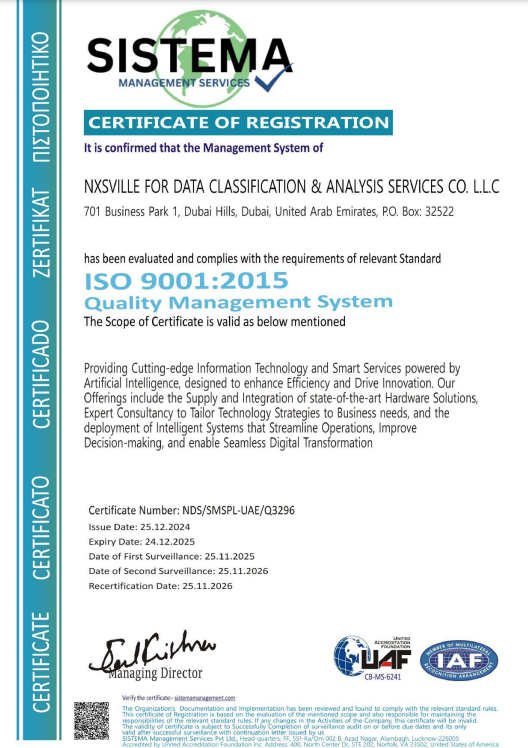 SISTEMA
MANAGEMENT SERVICES
CERTIFICATE OF REGISTRATION
It is confirmed that the Management System of
NXSVILLE FOR DATA CLASSIFICATION & ANALYSIS SERVICES CO. L.L.C
701 Business Park 1, Dubai Hills, Dubai, United Arab Emirates, P.O. Box: 32522
has been evaluated and complies with the requirements of relevant Standard
ISO 9001:2015
Quality Management System
The Scope of Certificate is valid as below mentioned
Providing Cutting-edge Information Technology and Smart Services powered by
Artificial Intelligence, designed to enhance Efficiency and Drive Innovation. Our
Offerings include the Supply and Integration of state-of-the-art Hardware Solutions,
Expert Consultancy to Tailor Technology Strategies to Business needs, and the
deployment of Intelligent Systems that Streamline Operations, Improve
Decision-making, and enable Seamless Digital Transformation
Certificate Number: NDS/SMSPL-UAE/Q3296
Issue Date: 25.12.2024
Expiry Date: 24.12.2025
Date of First Surveillance: 25.11.2025
Date of Second Surveillance: 25.11.2026
Recertification Date: 25.11.2026
Managing Director
UNITED
ACCREDITATION
FOUNDATION
UAF
CB-MS-6241
MEMBER OF MULTILATERAL
IAF
RECOGNITION ARRANGEMENT
Verify the certificate:- sistemamanagement.com
The Organization's Documentation and Implementation has been reviewed and found to comply with the relevant standard rules.
This certificate of Registration is based on the evaluation of the mentioned scope and also responsible for maintaining the
responsibilities of the relevant standard rules. If any changes in the Activities of the Company, this certificate will be invalid.
The validity of certificate is subject to Successfully Completion of surveillance audit on or before due dates and its only
valid after successful surveillance with continuation letter issued by us
SISTEMA Management Services Pvt Ltd., Head-quarters: FF, 551-Ka/Om-002 B, Azad Nagar, Alambagh, Lucknow-226005
Accredited by United Accreditation Foundation Inc. Address: 400, North Center Dr, STE 202, Norfolk, VA 23502, United States of America
CERTIFICATE CERTIFICATO CERTIFICADO ZERTIFIKAT ΠΙΣΤΟΠΟΙΗΤΙΚΟ